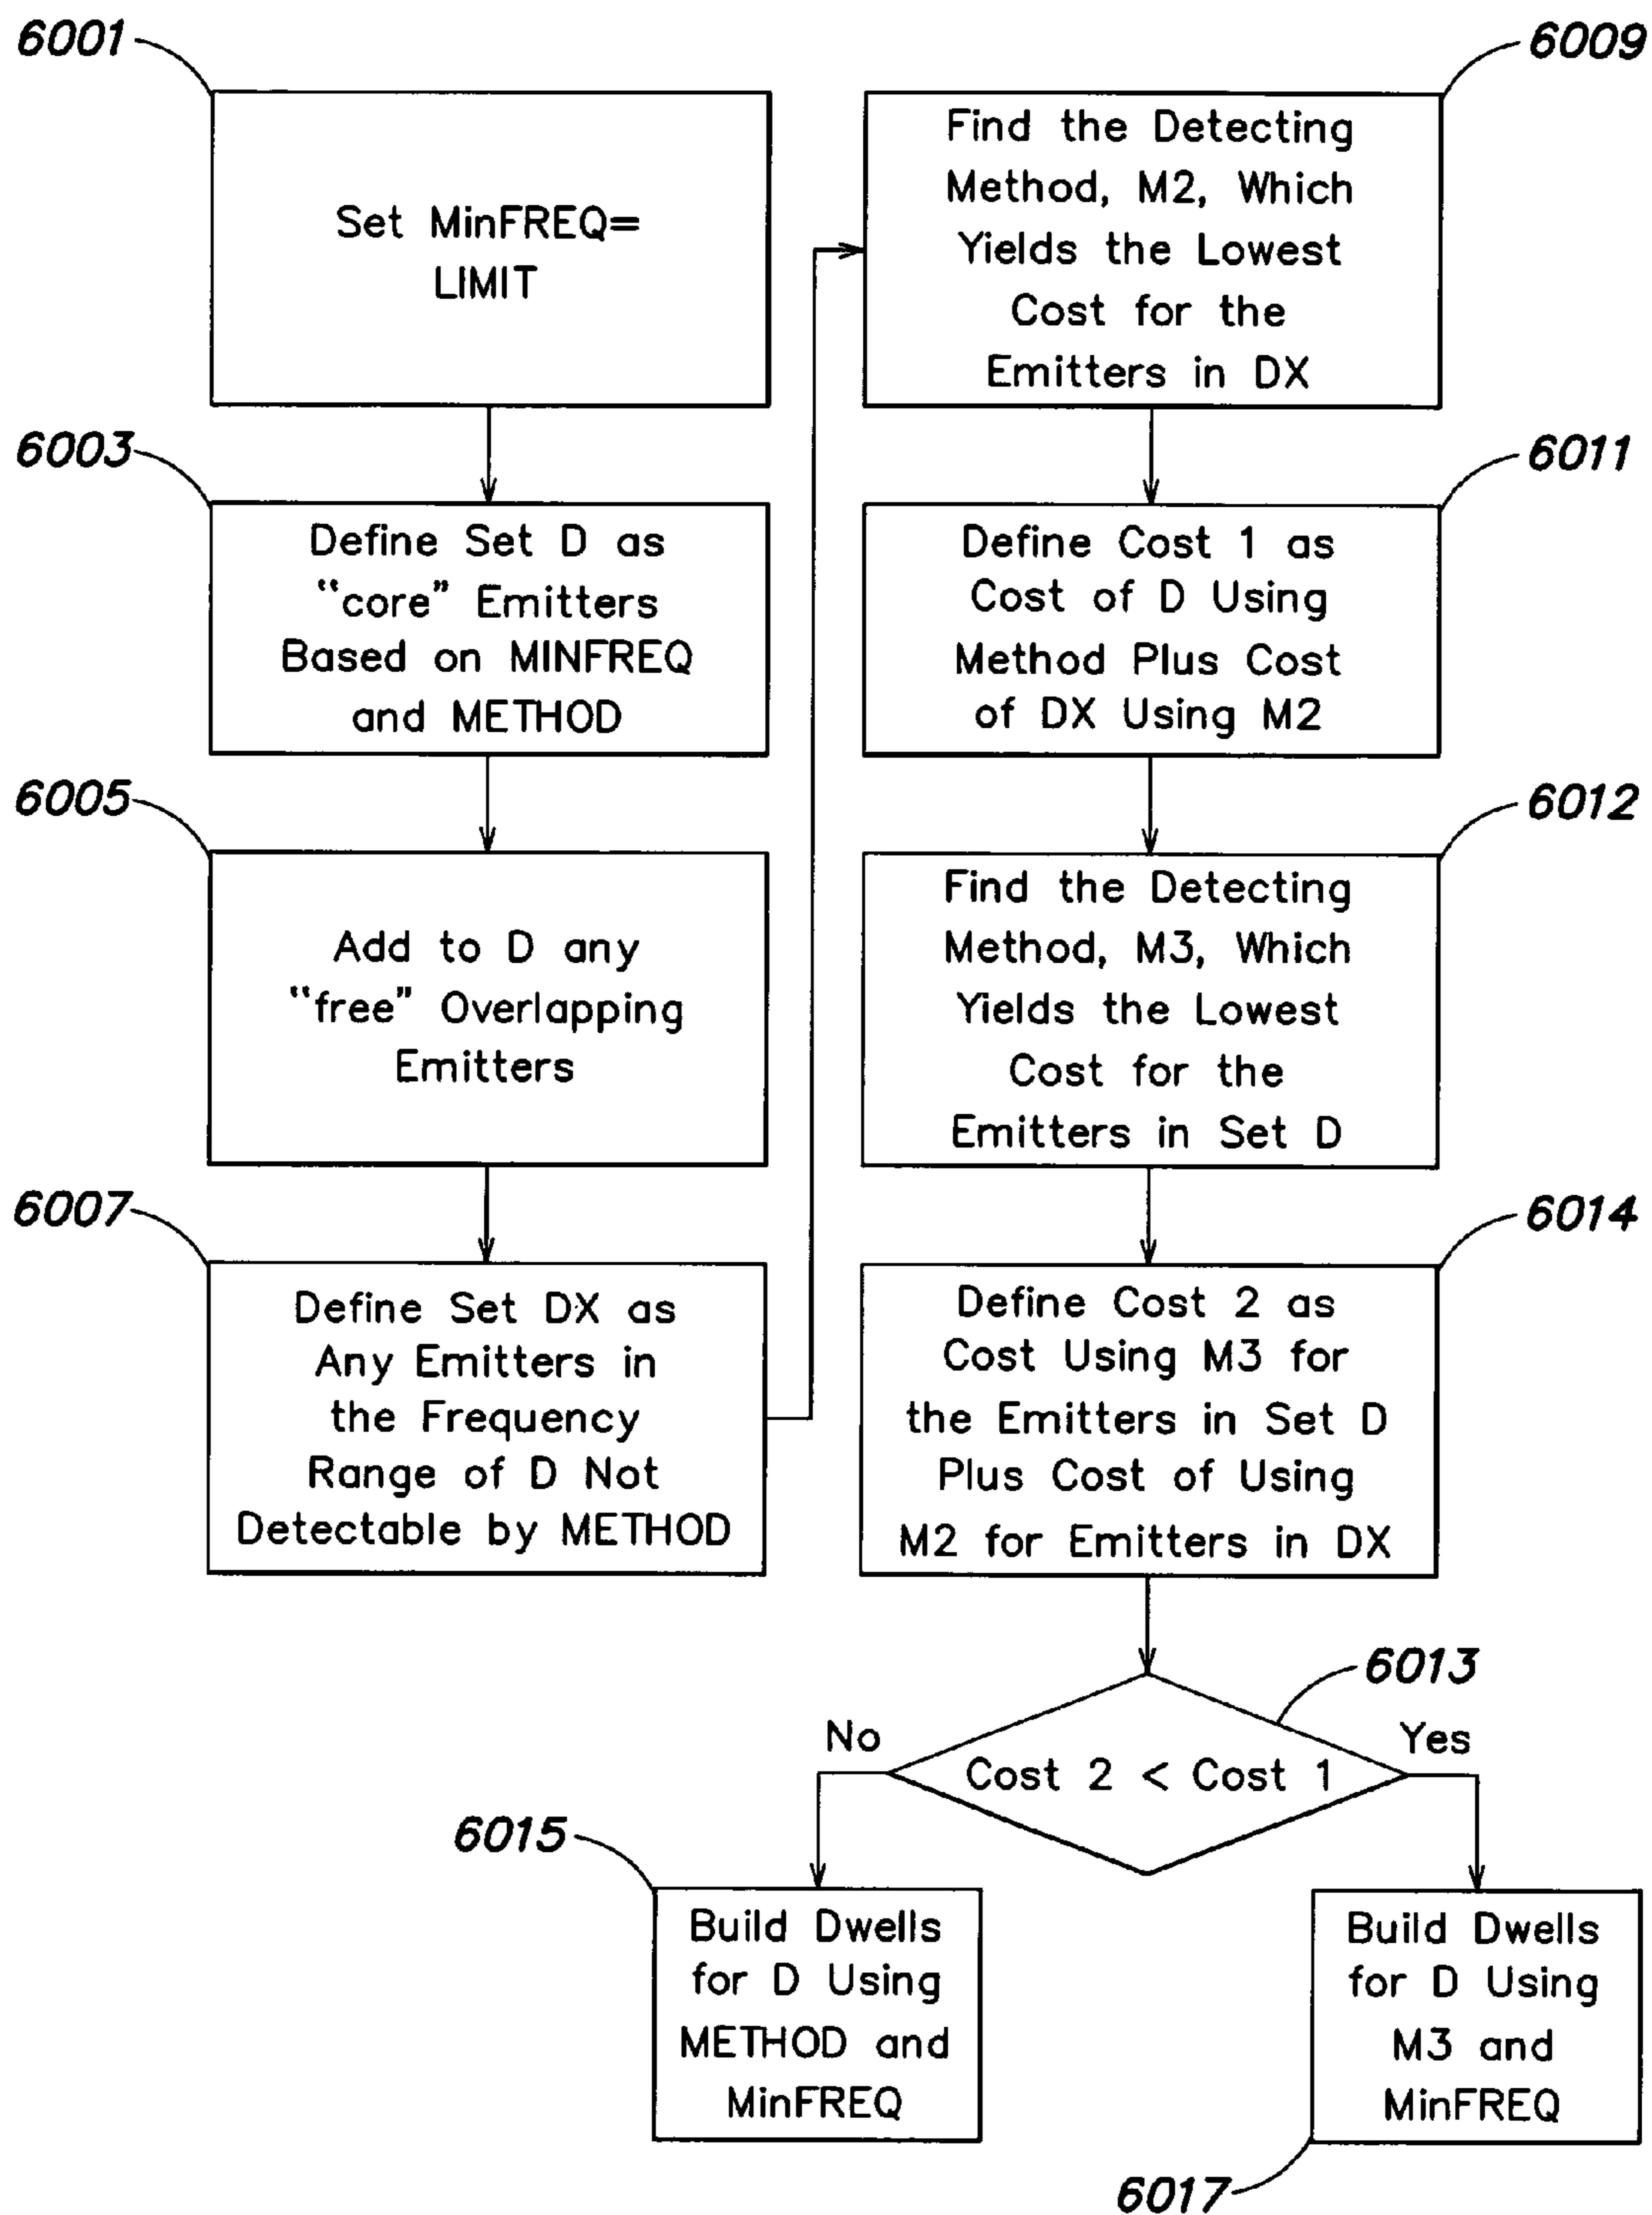 6001
Set MinFREQ=
LIMIT
6003
Define Set D as
"core" Emitters
Based on MINFREQ
and METHOD
6005
Add to D any
"free" Overlapping
Emitters
6007
Define Set DX as
Any Emitters in
the Frequency
Range of D Not
Detectable by METHOD
6009
Find the Detecting
Method, M2, Which
Yields the Lowest
Cost for the
Emitters in DX
6011
Define Cost 1 as
Cost of D Using
Method Plus Cost
of DX Using M2
6012
Find the Detecting
Method, M3, Which
Yields the Lowest
Cost for the
Emitters in Set D
6014
Define Cost 2 as
Cost Using M3 for
the Emitters in Set D
Plus Cost of Using
M2 for Emitters in DX
6013
Cost 2 < Cost 1
No
Yes
6015
Build Dwells
for D Using
METHOD and
MinFREQ
Build Dwells
for D Using
M3 and
MinFREQ
6017